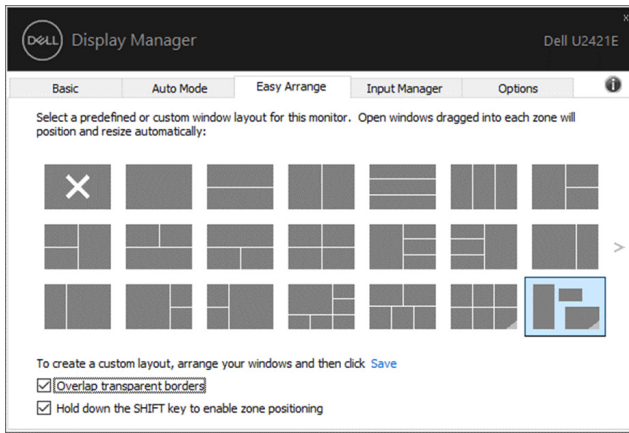 x
DELL Display Manager
Dell U2421E
Basic Auto Mode Easy Arrange Input Manager Options i
Select a predefined or custom window layout for this monitor. Open windows dragged into each zone will
position and resize automatically:
>
To create a custom layout, arrange your windows and then click Save
Overlap transparent borders
Hold down the SHIFT key to enable zone positioning